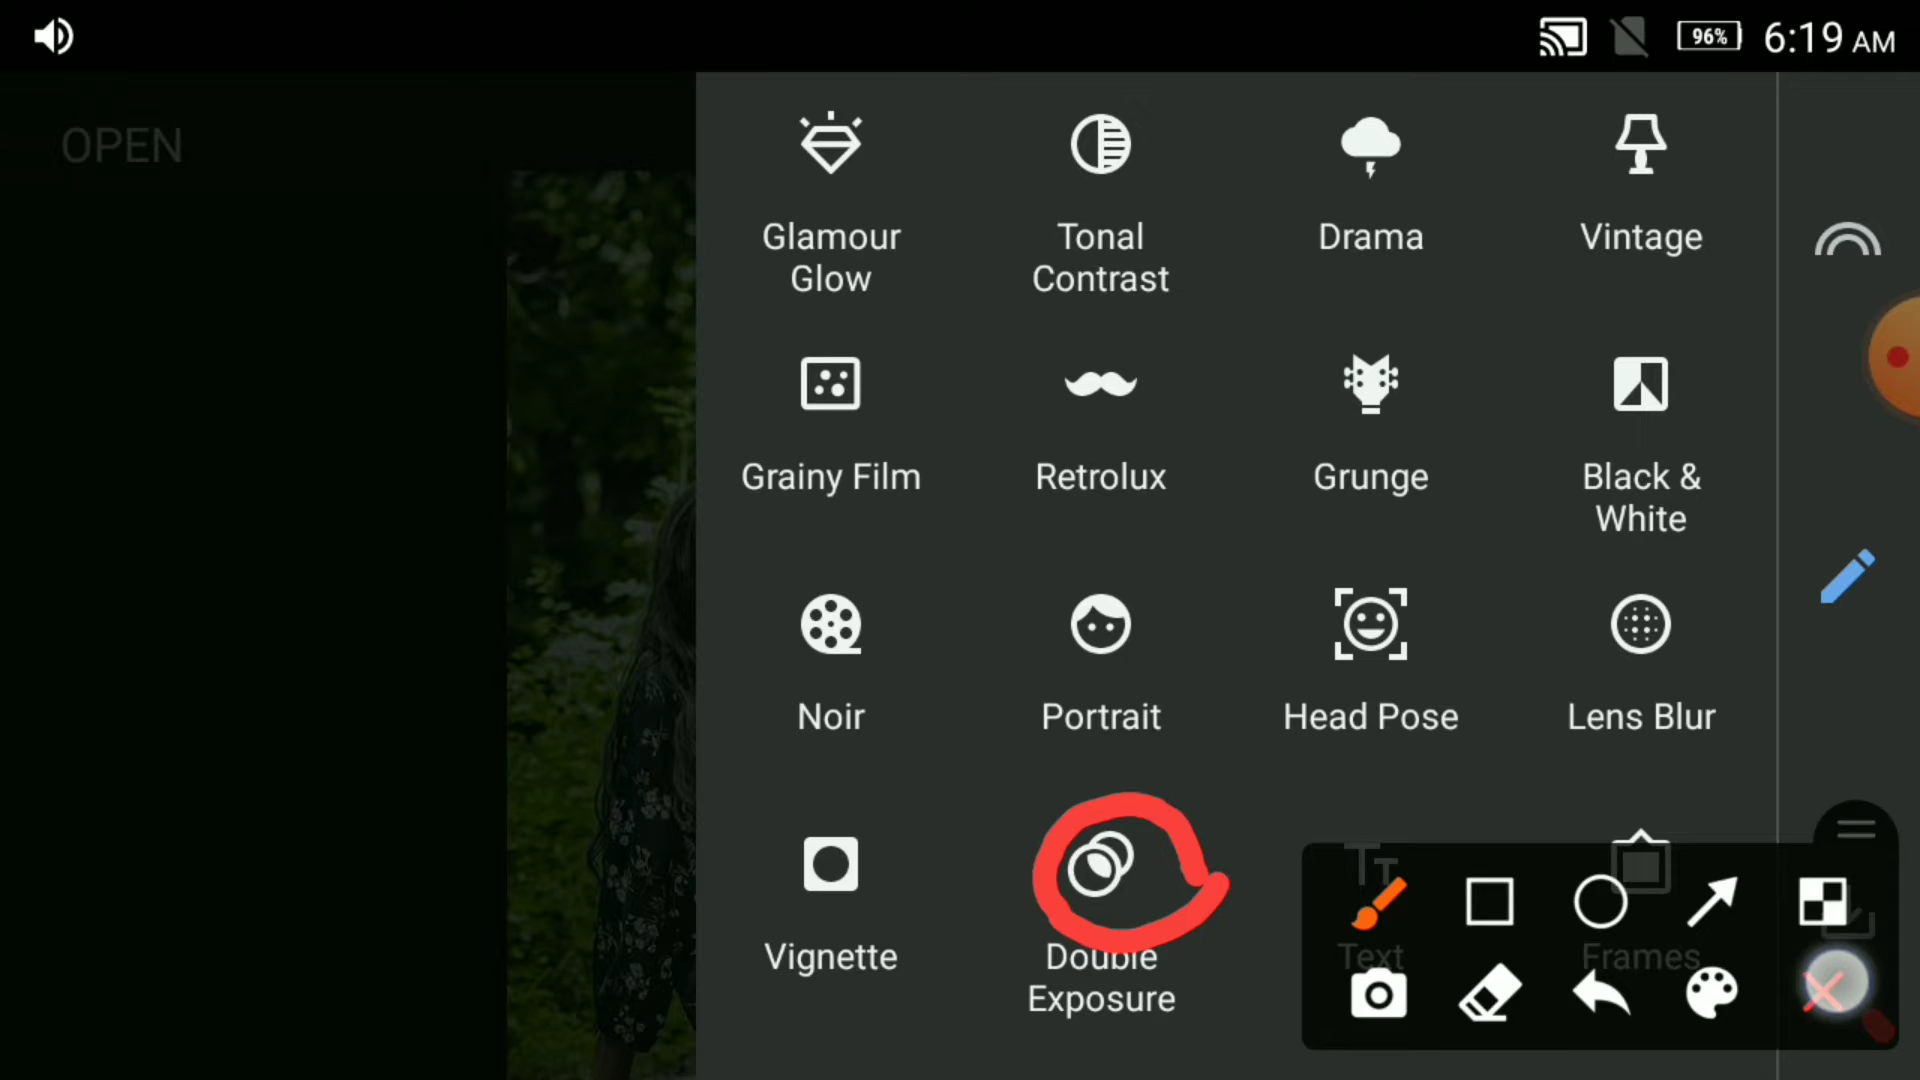 96%
6:19 AM
OPEN
Glamour
Glow
Tonal
Contrast
Drama
Vintage
Grainy Film
Retrolux
Grunge
Black &
White
Noir
Portrait
Head Pose
Lens Blur
Vignette
Double
Exposure
Text
Frames